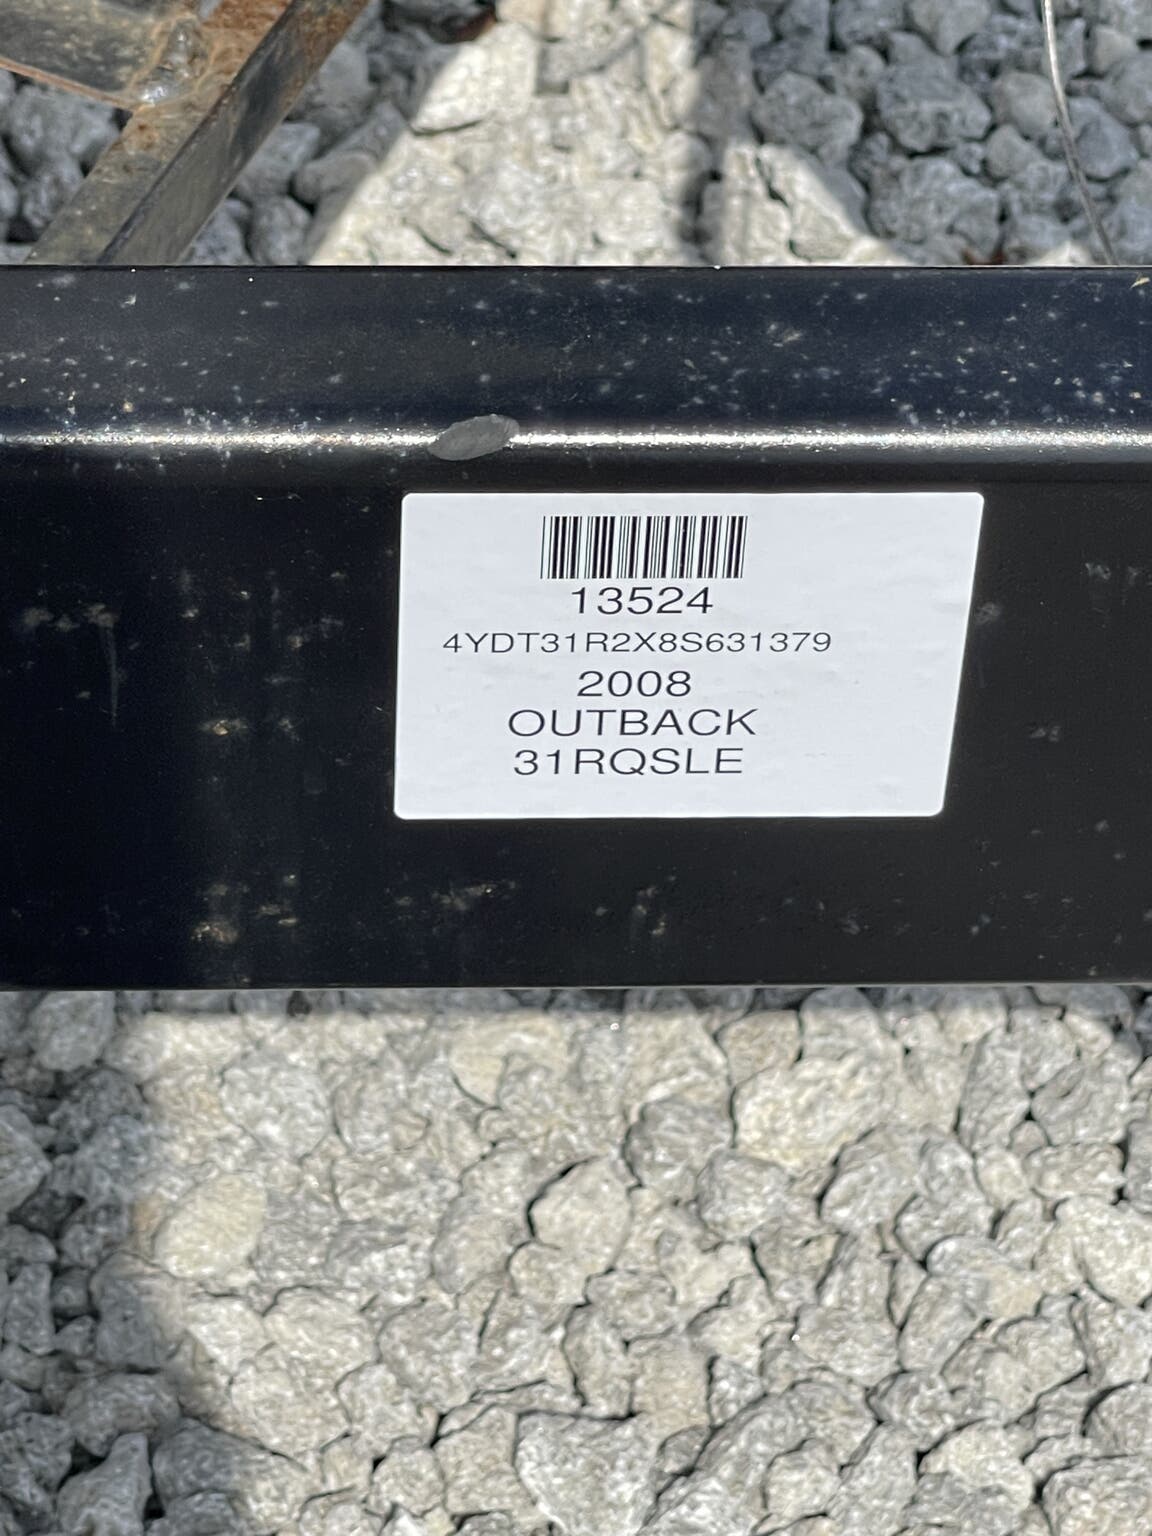 13524
4YDT31R2X8S631379
2008
OUTBACK
31RQSLE